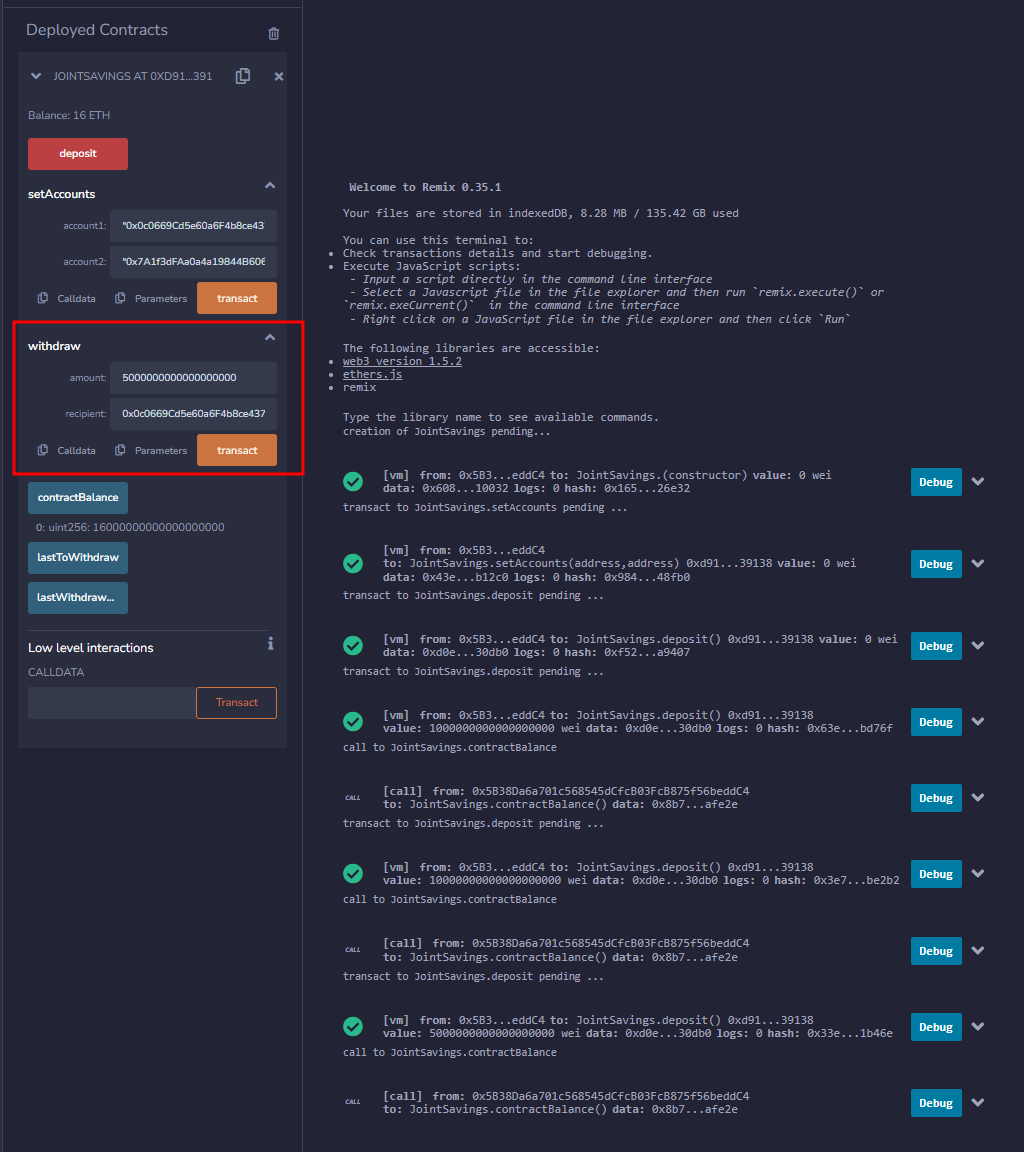 Deployed Contracts
JOINTSAVINGS AT 0XD91...391
Balance: 16 ETH
deposit
setAccounts
account1: "0x0c0669Cd5e60a6F4b8ce437
account2: "0x7A1f3dFAa0a4a19844B606
Calldata Parameters transact
withdraw
amount: 5000000000000000000
recipient: 0x0c0669Cd5e60a6F4b8ce437
Calldata Parameters transact
contractBalance
0: uint256: 16000000000000000000
lastToWithdraw
lastWithdraw...
Low level interactions
CALLDATA
Transact
Welcome to Remix 0.35.1
Your files are stored in indexedDB, 8.28 MB / 135.42 GB used
You can use this terminal to:
Check transactions details and start debugging.
Execute JavaScript scripts:
- Input a script directly in the command line interface
- Select a Javascript file in the file explorer and then run `remix.execute()` or
`remix.exeCurrent()` in the command line interface
- Right click on a JavaScript file in the file explorer and then click `Run`
The following libraries are accessible:
web3 version 1.5.2
ethers.js
remix
Type the library name to see available commands.
creation of JointSavings pending...
[vm] from: 0x5B3...eddC4 to: JointSavings.(constructor) value: 0 wei
data: 0x608...10032 logs: 0 hash: 0x165...26e32
Debug
transact to JointSavings.setAccounts pending ...
[vm] from: 0x5B3...eddC4
to: JointSavings.setAccounts(address,address) 0xd91...39138 value: 0 wei
data: 0x43e...b12c0 logs: 0 hash: 0x984...48fb0
Debug
transact to JointSavings.deposit pending ...
[vm] from: 0x5B3...eddC4 to: JointSavings.deposit() 0xd91...39138 value: 0 wei
data: 0xd0e...30db0 logs: 0 hash: 0xf52...a9407
Debug
transact to JointSavings.deposit pending ...
[vm] from: 0x5B3...eddC4 to: JointSavings.deposit() 0xd91...39138
value: 1000000000000000000 wei data: 0xd0e...30db0 logs: 0 hash: 0x63e...bd76f
Debug
call to JointSavings.contractBalance
CALL
[call] from: 0x5B38Da6a701c568545dCfcB03FcB875f56beddC4
to: JointSavings.contractBalance() data: 0x8b7...afe2e
Debug
transact to JointSavings.deposit pending ...
[vm] from: 0x5B3...eddC4 to: JointSavings.deposit() 0xd91...39138
value: 10000000000000000000 wei data: 0xd0e...30db0 logs: 0 hash: 0x3e7...be2b2
Debug
call to JointSavings.contractBalance
CALL
[call] from: 0x5B38Da6a701c568545dCfcB03FcB875f56beddC4
to: JointSavings.contractBalance() data: 0x8b7...afe2e
Debug
transact to JointSavings.deposit pending ...
[vm] from: 0x5B3...eddC4 to: JointSavings.deposit() 0xd91...39138
value: 5000000000000000000 wei data: 0xd0e...30db0 logs: 0 hash: 0x33e...1b46e
Debug
call to JointSavings.contractBalance
CALL
[call] from: 0x5B38Da6a701c568545dCfcB03FcB875f56beddC4
to: JointSavings.contractBalance() data: 0x8b7...afe2e
Debug